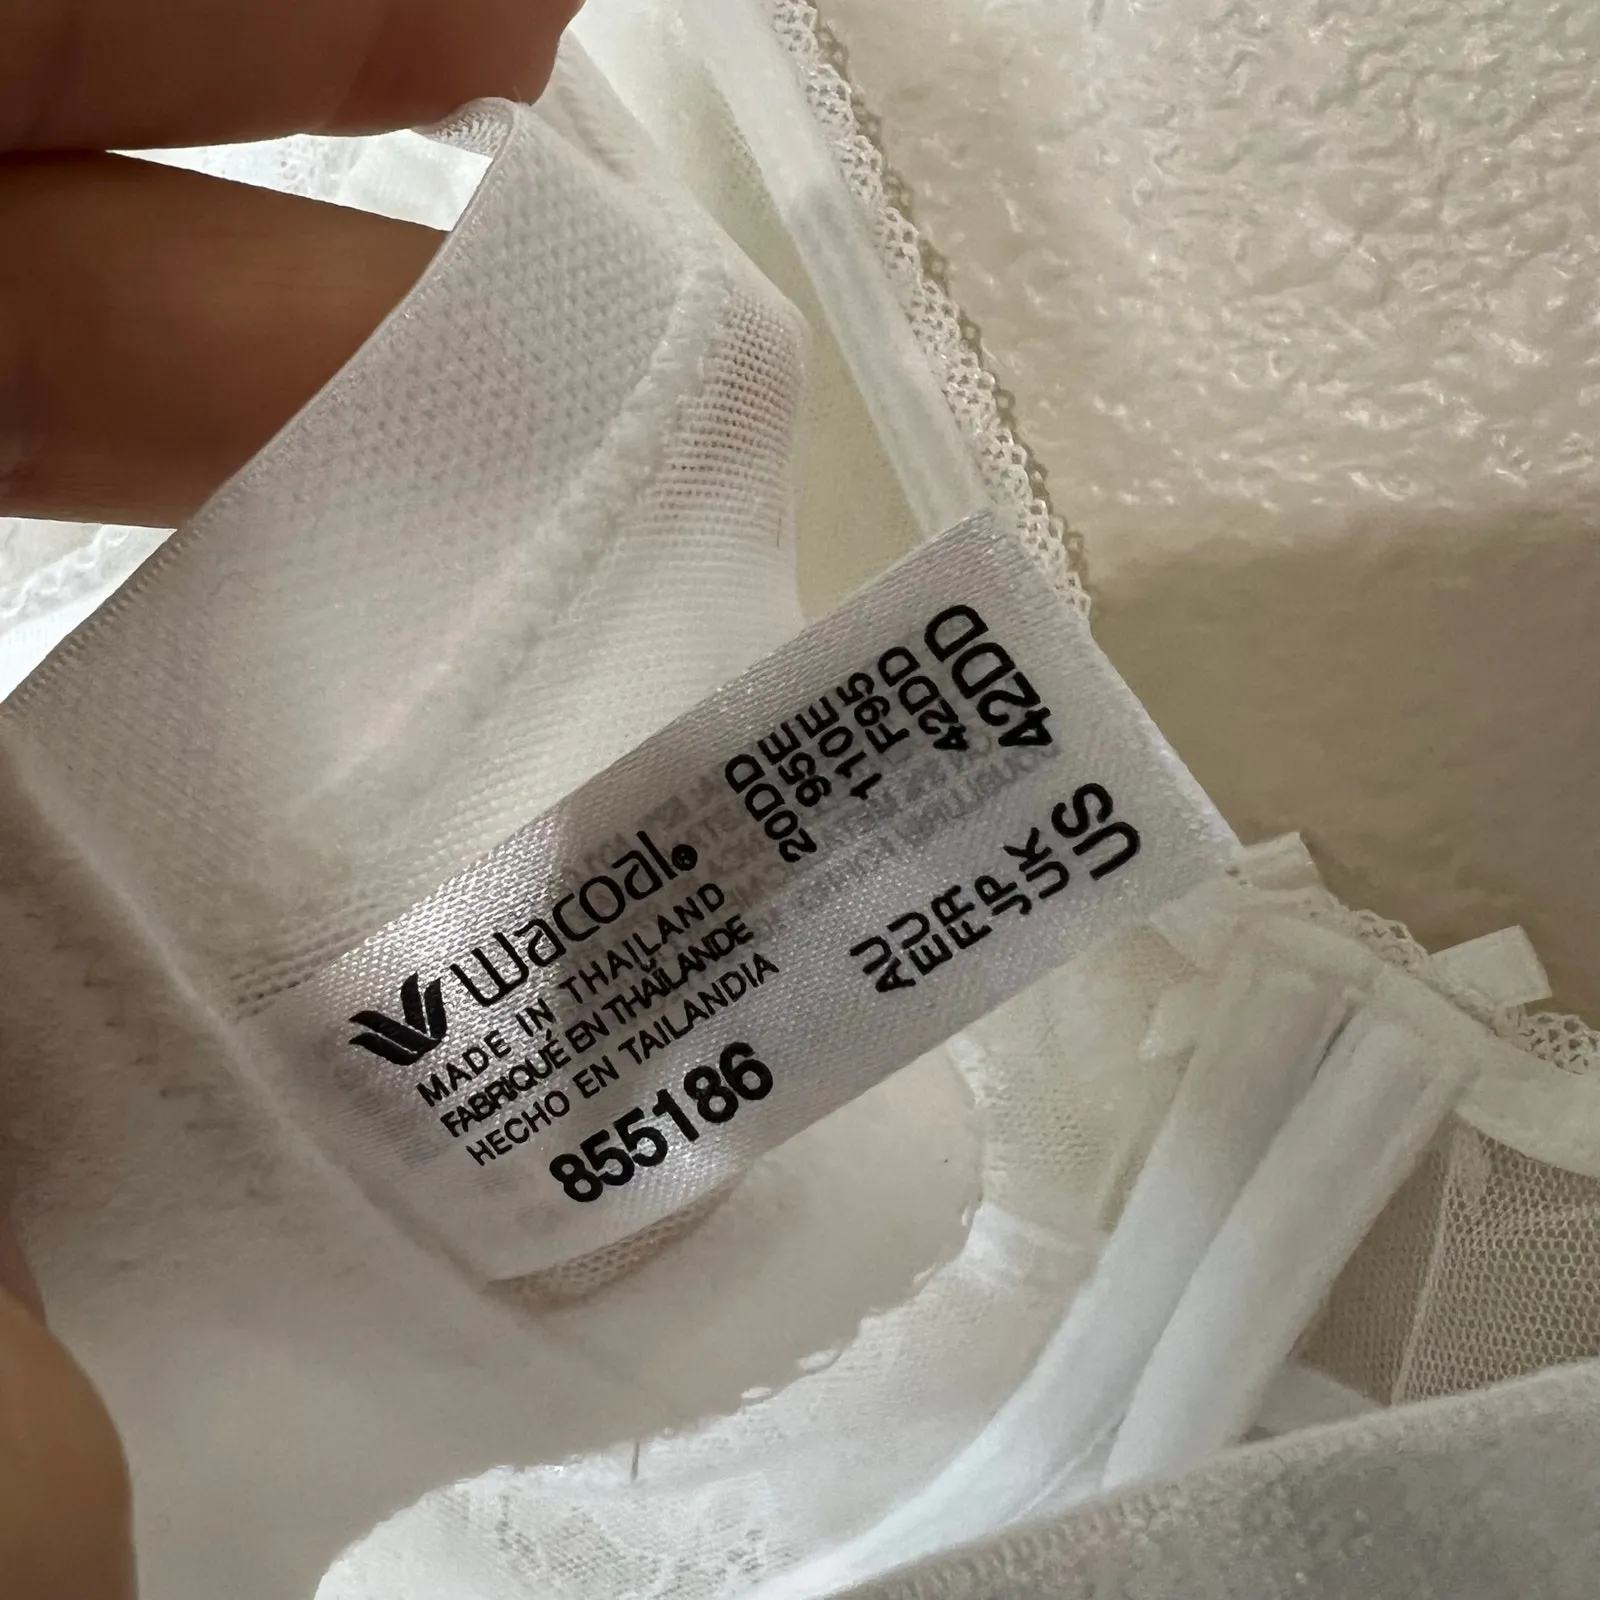 Wacoal®
MADE IN THAILAND
FABRIQUÉ EN THAÏLANDE
HECHO EN TAILANDIA
855186
AU 20DD
EUR 95E
FR 110E
JP F95
UK 42DD
US 42DD